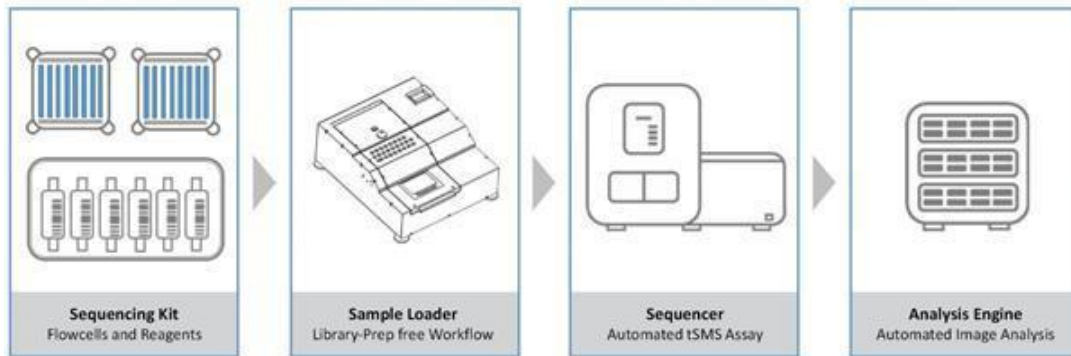 Sequencing Kit
Flowcells and Reagents
Sample Loader
Library-Prep free Workflow
Sequencer
Automated tSMS Assay
Analysis Engine
Automated Image Analysis